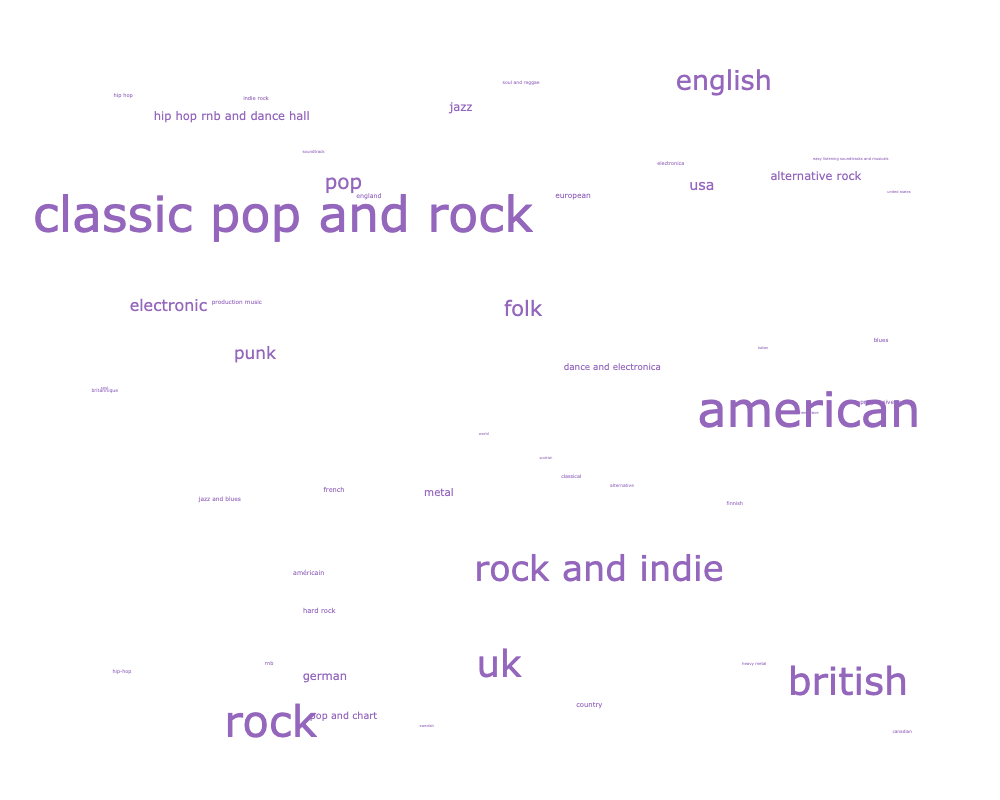 english
soul and reggae
hip hop
indie rock
jazz
hip hop rnb and dance hall
soundtrack
easy listening soundtracks and musicals
electronica
alternative rock
pop
usa
united states
england
european
classic pop and rock
production music
electronic
folk
blues
punk
dance and electronica
britannique
american
world
classical
alternative
french
metal
jazz and blues
finnish
rock and indie
américain
hard rock
uk
rnb
heavy metal
hip-hop
german
british
country
pop and chart
rock
sweden
canadian